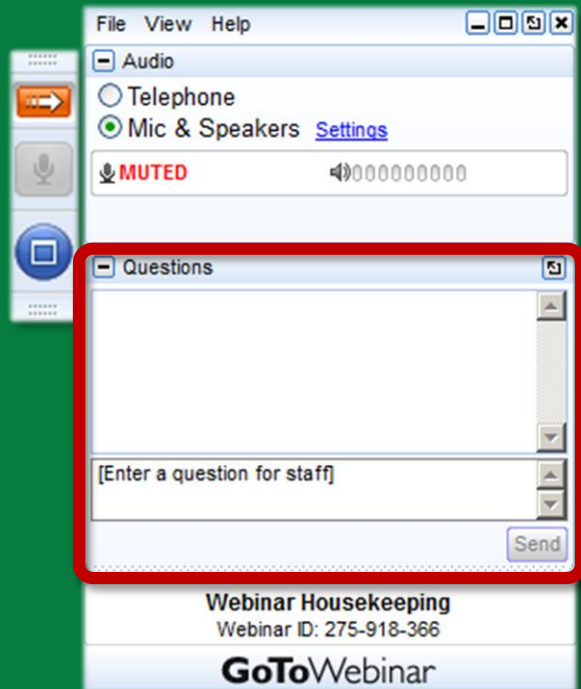 File View Help
Audio
Telephone
Mic & Speakers Settings
MUTED 000000000
Questions
[Enter a question for staff]
Send
Webinar Housekeeping
Webinar ID: 275-918-366
GoToWebinar